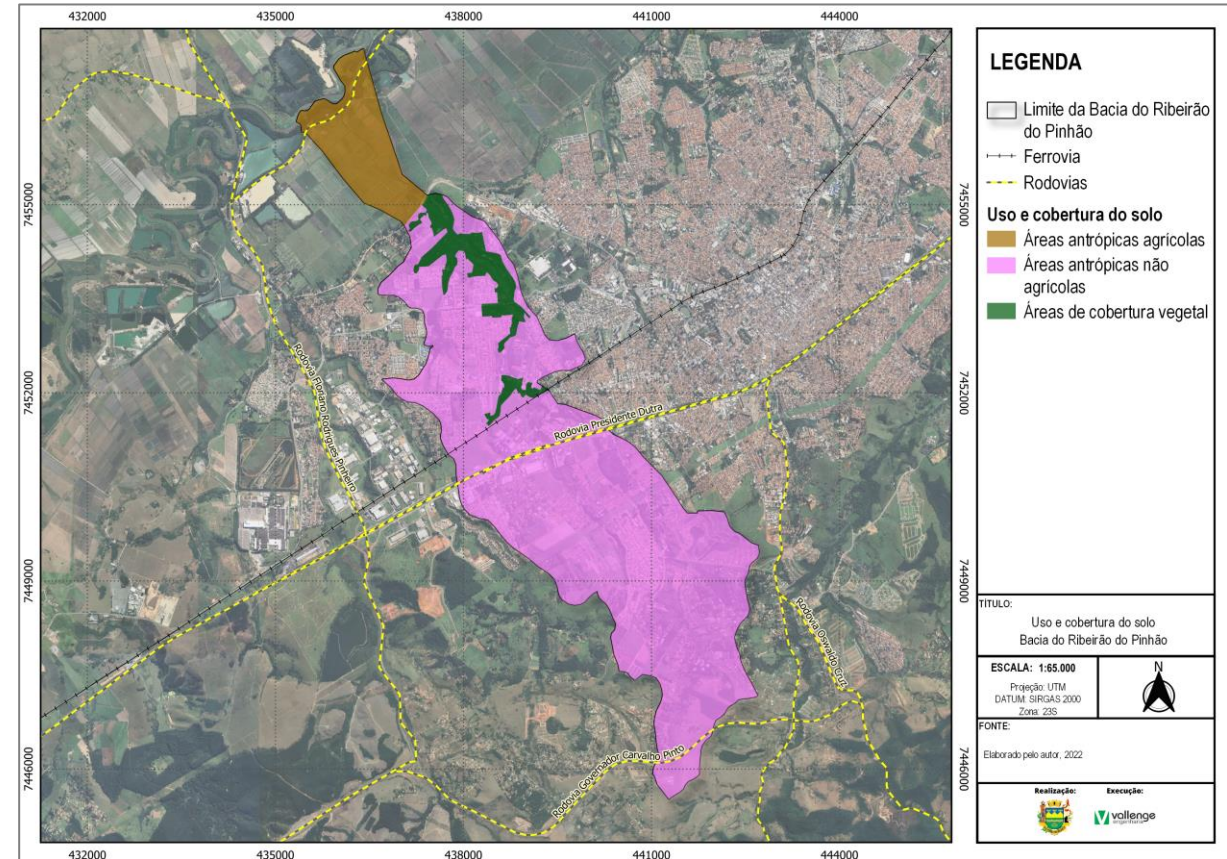 432000
435000
438000
441000
444000
7455000
7455000
7452000
7452000
7449000
7449000
7446000
7446000
Rodovia Floriano Rodrigues Pinheiro
Rodovia Presidente Dutra
Rodovia Oswaldo Cruz
Rodovia Governador Carvalho Pinto
432000
435000
438000
441000
444000
LEGENDA
Limite da Bacia do Ribeirão
do Pinhão
Ferrovia
Rodovias
Uso e cobertura do solo
Áreas antrópicas agrícolas
Áreas antrópicas não
agrícolas
Áreas de cobertura vegetal
TÍTULO:
Uso e cobertura do solo
Bacia do Ribeirão do Pinhão
ESCALA: 1:65.000
Projeção: UTM
DATUM: SIRGAS 2000
Zona: 23S
N
FONTE:
Elaborado pelo autor, 2022
Realização:
Execução:
vallenge
engenharia